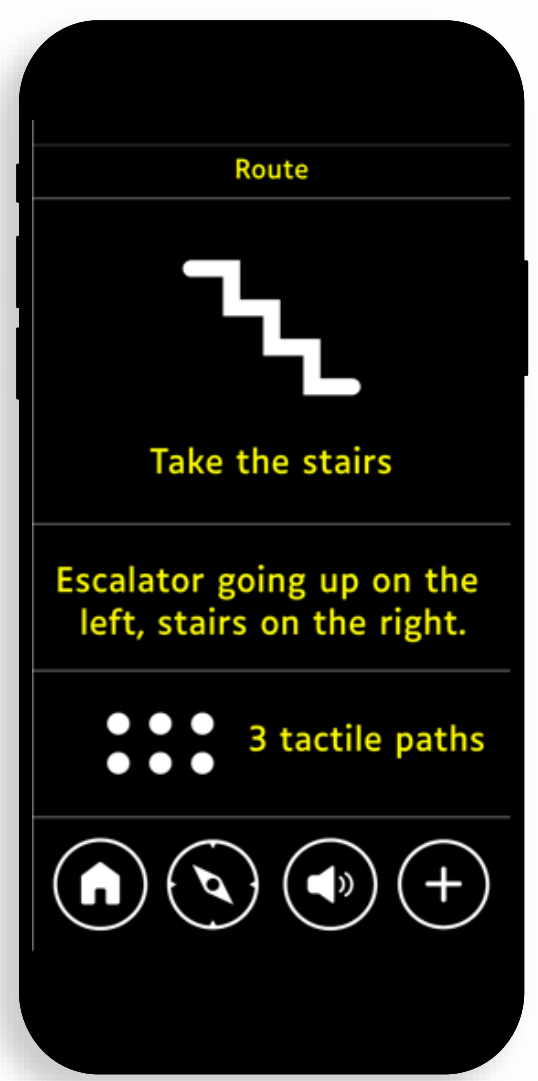 Route
Take the stairs
Escalator going up on the
left, stairs on the right.
3 tactile paths